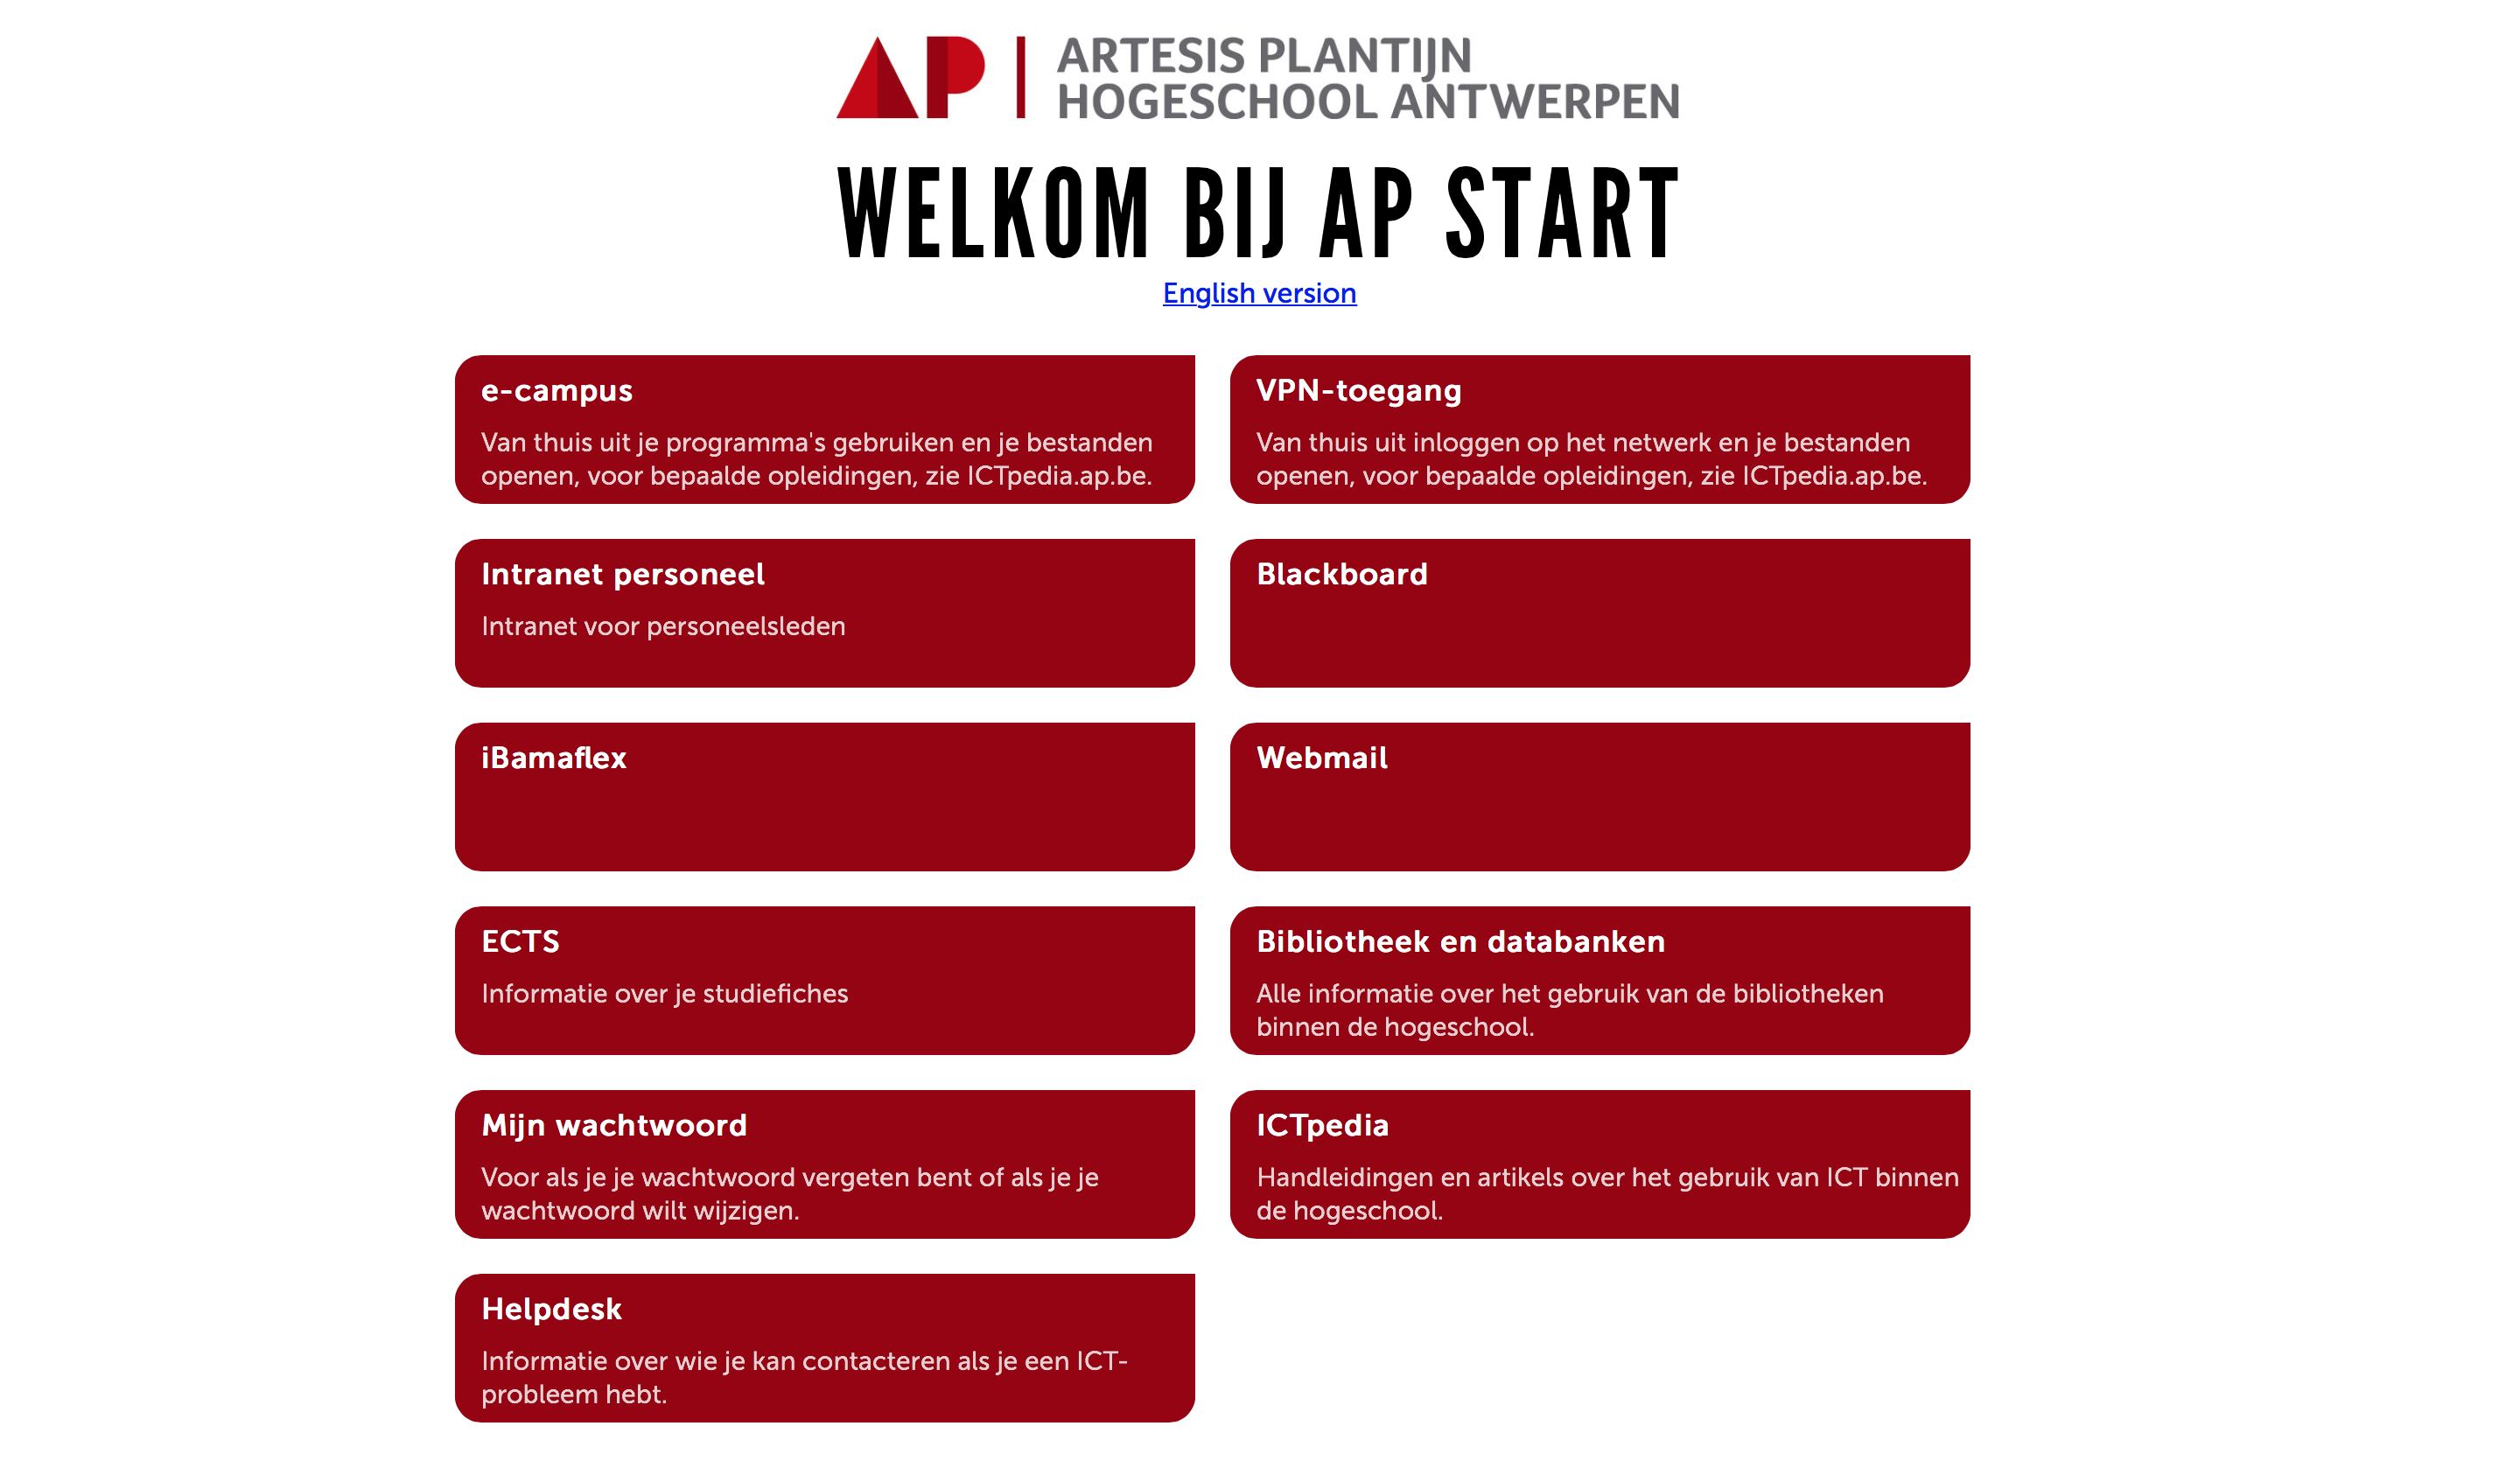 AP | ARTESIS PLANTIJN
HOGESCHOOL ANTWERPEN
WELKOM BIJ AP START
English version
e-campus
Van thuis uit je programma's gebruiken en je bestanden
openen, voor bepaalde opleidingen, zie ICTpedia.ap.be.
VPN-toegang
Van thuis uit inloggen op het netwerk en je bestanden
openen, voor bepaalde opleidingen, zie ICTpedia.ap.be.
Intranet personeel
Intranet voor personeelsleden
Blackboard
iBamaflex
Webmail
ECTS
Informatie over je studiefiches
Bibliotheek en databanken
Alle informatie over het gebruik van de bibliotheken
binnen de hogeschool.
Mijn wachtwoord
Voor als je je wachtwoord vergeten bent of als je je
wachtwoord wilt wijzigen.
ICTpedia
Handleidingen en artikels over het gebruik van ICT binnen
de hogeschool.
Helpdesk
Informatie over wie je kan contacteren als je een ICT-
probleem hebt.